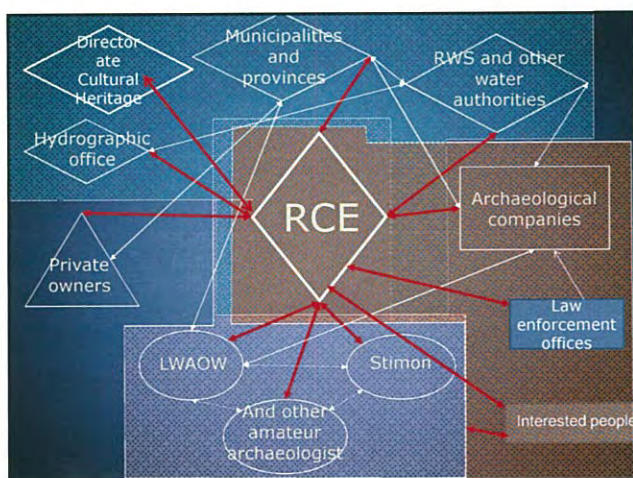 Director
ate
Cultural
Heritage
Municipalities
and
provinces
RWS and other
water
authorities
Hydrographic
office
RCE
Archaeological
companies
Private
owners
Law
enforcement
offices
LWAOW
Stimon
And other
amateur
archaeologist
Interested people